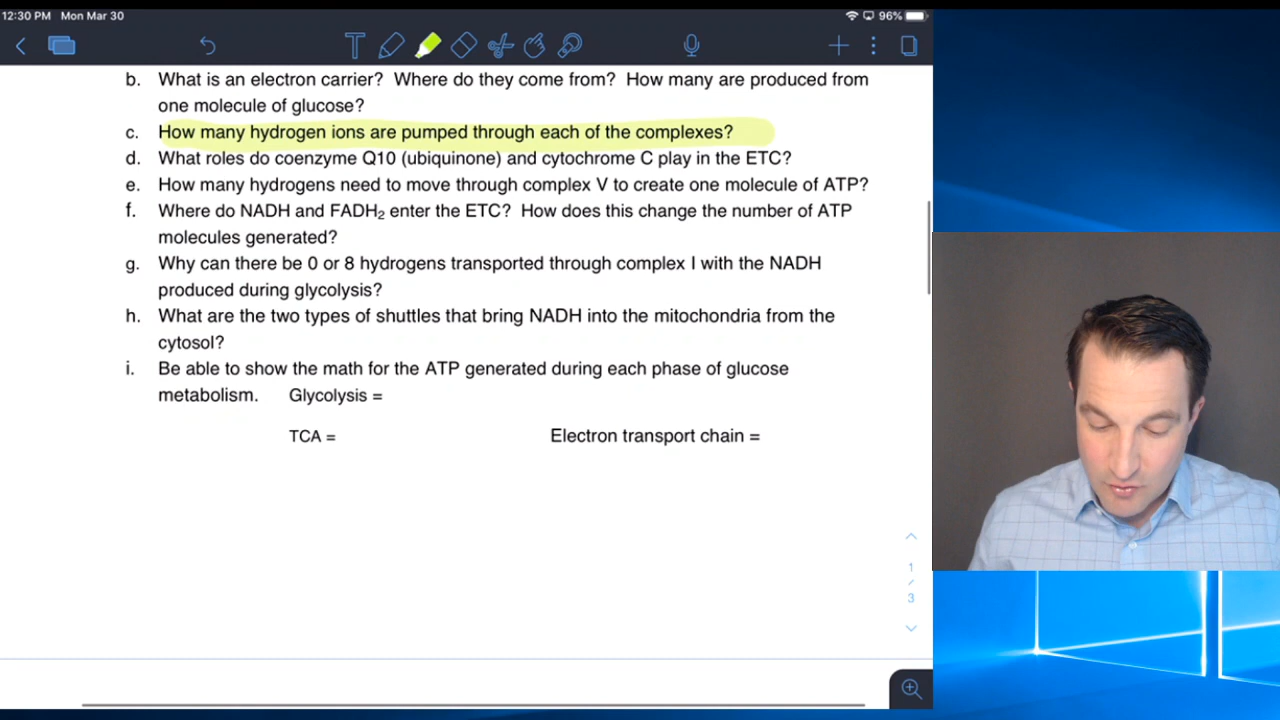 12:30 PM Mon Mar 30
96%
b. What is an electron carrier? Where do they come from? How many are produced from
one molecule of glucose?
c. How many hydrogen ions are pumped through each of the complexes?
d. What roles do coenzyme Q10 (ubiquinone) and cytochrome C play in the ETC?
e. How many hydrogens need to move through complex V to create one molecule of ATP?
f. Where do NADH and FADH₂ enter the ETC? How does this change the number of ATP
molecules generated?
g. Why can there be 0 or 8 hydrogens transported through complex I with the NADH
produced during glycolysis?
h. What are the two types of shuttles that bring NADH into the mitochondria from the
cytosol?
i. Be able to show the math for the ATP generated during each phase of glucose
metabolism. Glycolysis =
TCA = Electron transport chain =
1
/
3